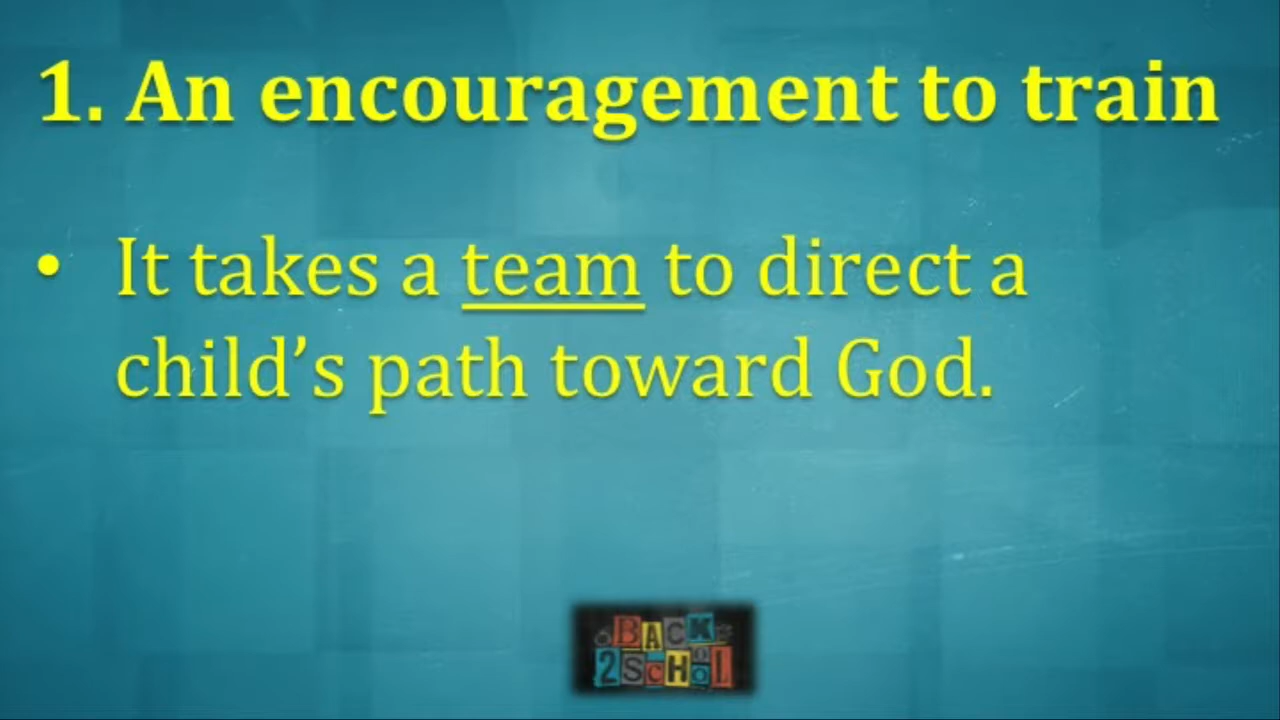 1. An encouragement to train
• It takes a team to direct a
child’s path toward God.
BACK
2SCHOOL